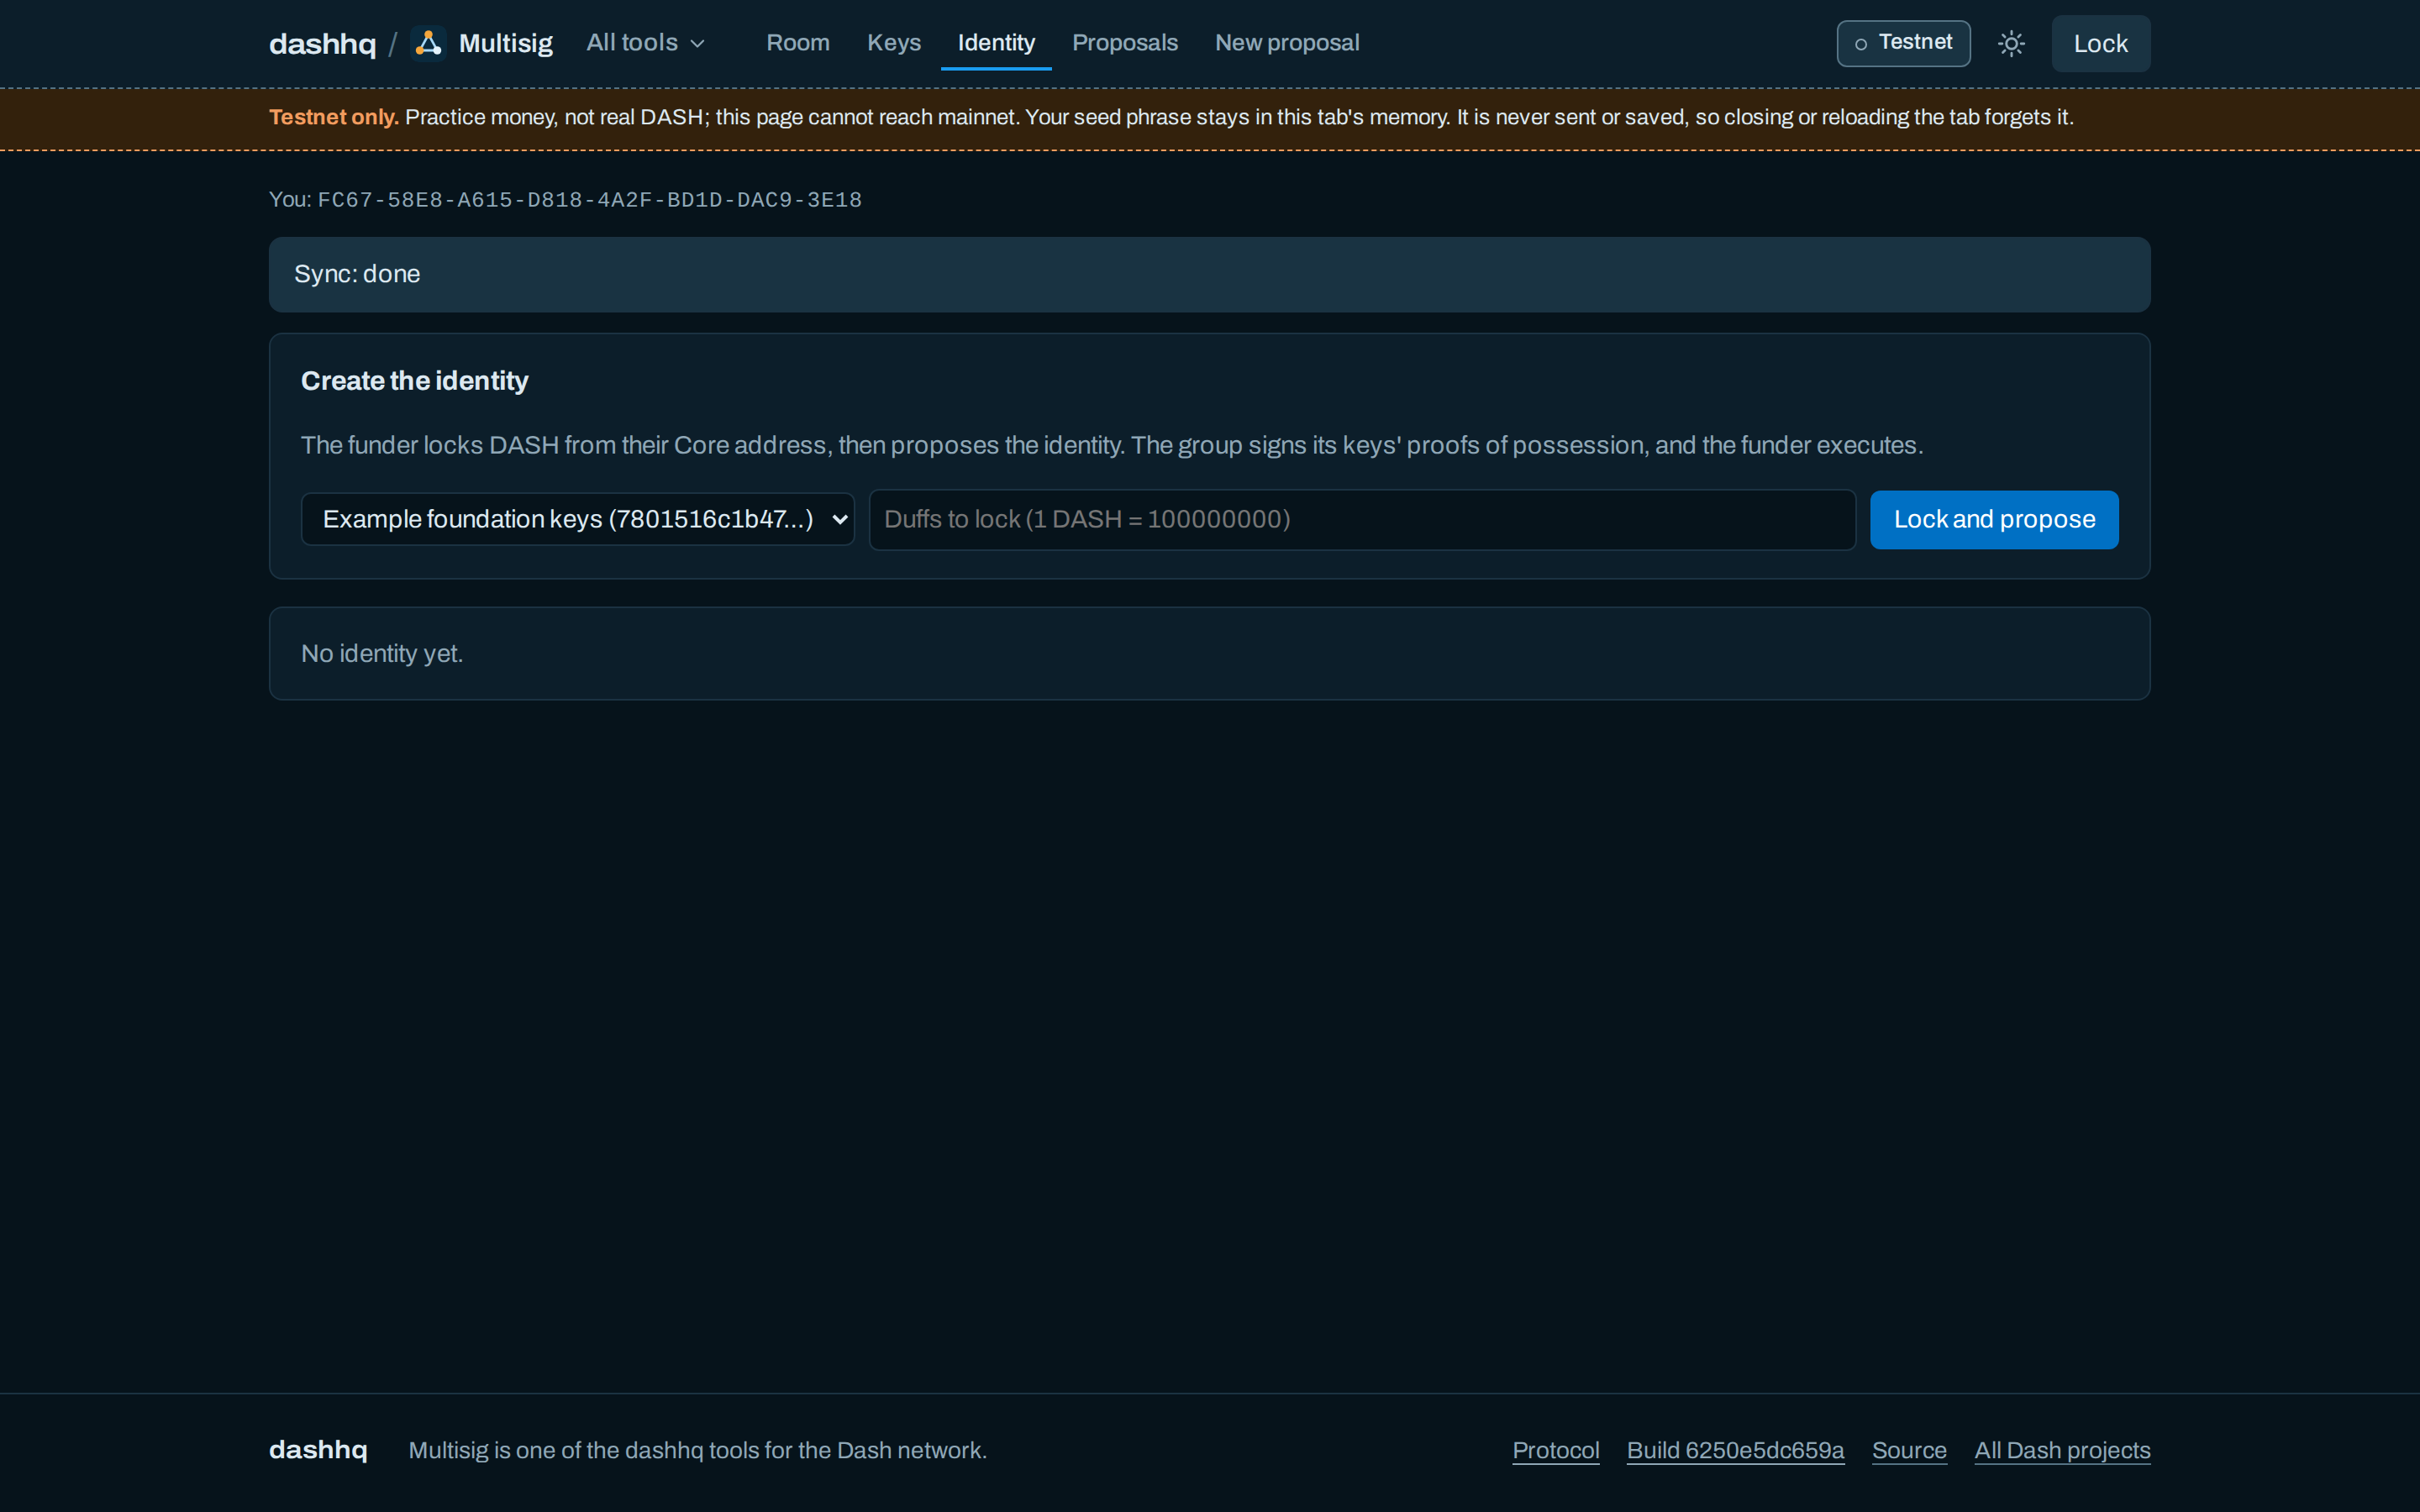 dashhq / Multisig All tools Room Keys Identity Proposals New proposal Testnet Lock
Testnet only. Practice money, not real DASH; this page cannot reach mainnet. Your seed phrase stays in this tab's memory. It is never sent or saved, so closing or reloading the tab forgets it.
You: FC67-58E8-A615-D818-4A2F-BD1D-DAC9-3E18
Sync: done
Create the identity
The funder locks DASH from their Core address, then proposes the identity. The group signs its keys' proofs of possession, and the funder executes.
Example foundation keys (7801516c1b47...) Duffs to lock (1 DASH = 100000000) Lock and propose
No identity yet.
dashhq Multisig is one of the dashhq tools for the Dash network. Protocol Build 6250e5dc659a Source All Dash projects